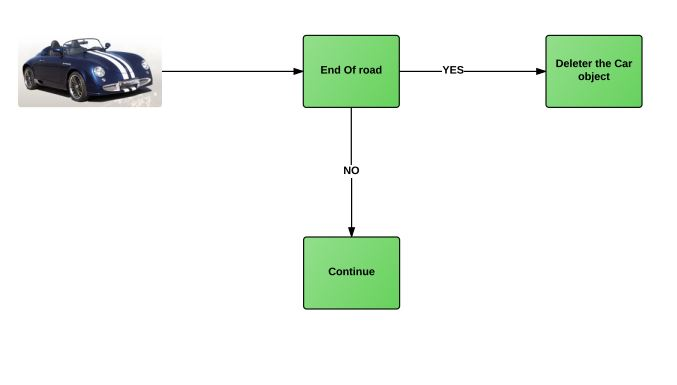 End Of road
YES
Deleter the Car
object
NO
Continue